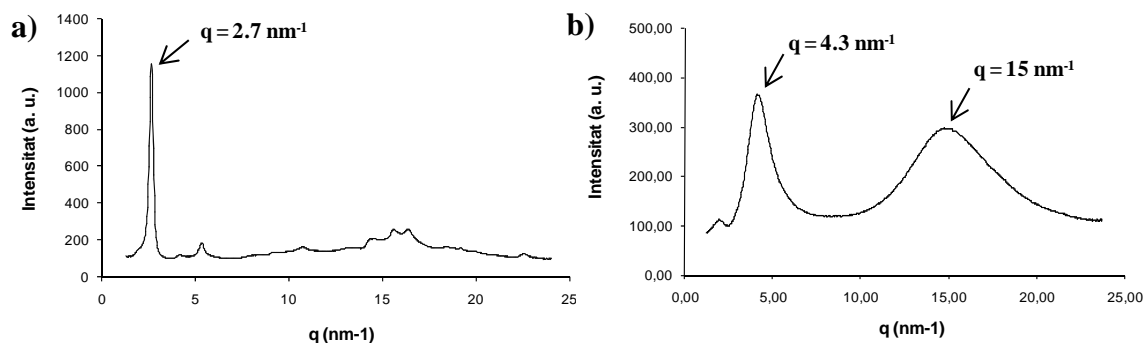 a)
q = 2.7 nm⁻¹
Intensitat (a. u.)
1400
1200
1000
800
600
400
200
0
0 5 10 15 20 25
q (nm-1)
b)
q = 4.3 nm⁻¹
q = 15 nm⁻¹
Intensitat (a. u.)
500,00
400,00
300,00
200,00
100,00
0,00
0,00 5,00 10,00 15,00 20,00 25,00
q (nm-1)